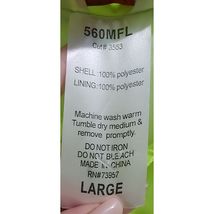 560MFL
Cut# 3553
SHELL: 100% polyester
LINING: 100% polyester
Machine wash warm
Tumble dry medium &
remove promptly.
DO NOT IRON
DO NOT BLEACH
MADE IN CHINA
RN#73957
LARGE